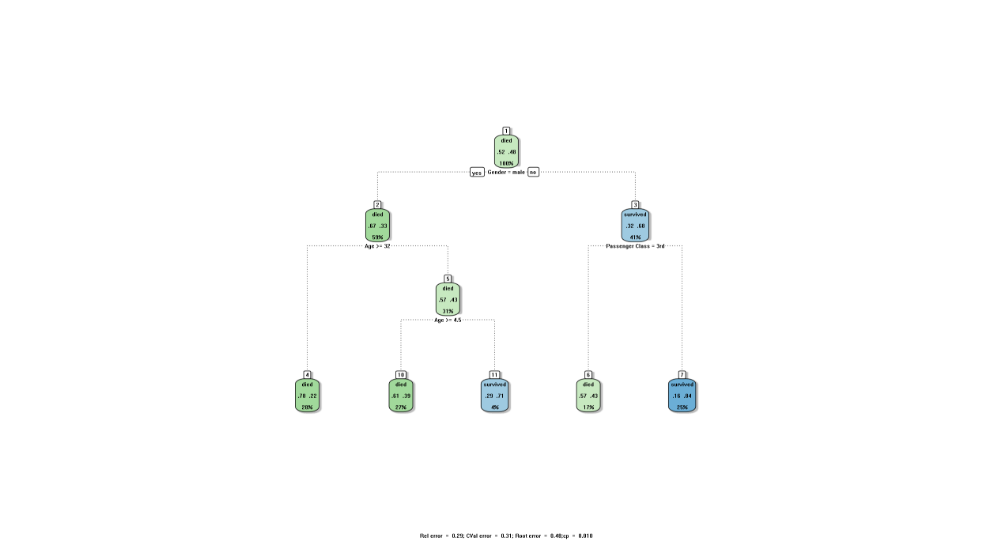 1
died
.52 .48
100%
yes Gender = male no
2
died
.67 .33
59%
Age >= 32
3
survived
.32 .68
41%
Passenger Class = 3rd
5
died
.57 .43
31%
Age >= 4.5
4
died
.78 .22
28%
10
died
.61 .39
27%
11
survived
.29 .71
4%
6
died
.57 .43
17%
7
survived
.16 .84
25%
Rel error = 0.29; CVal error = 0.31; Root error = 0.48;cp = 0.010